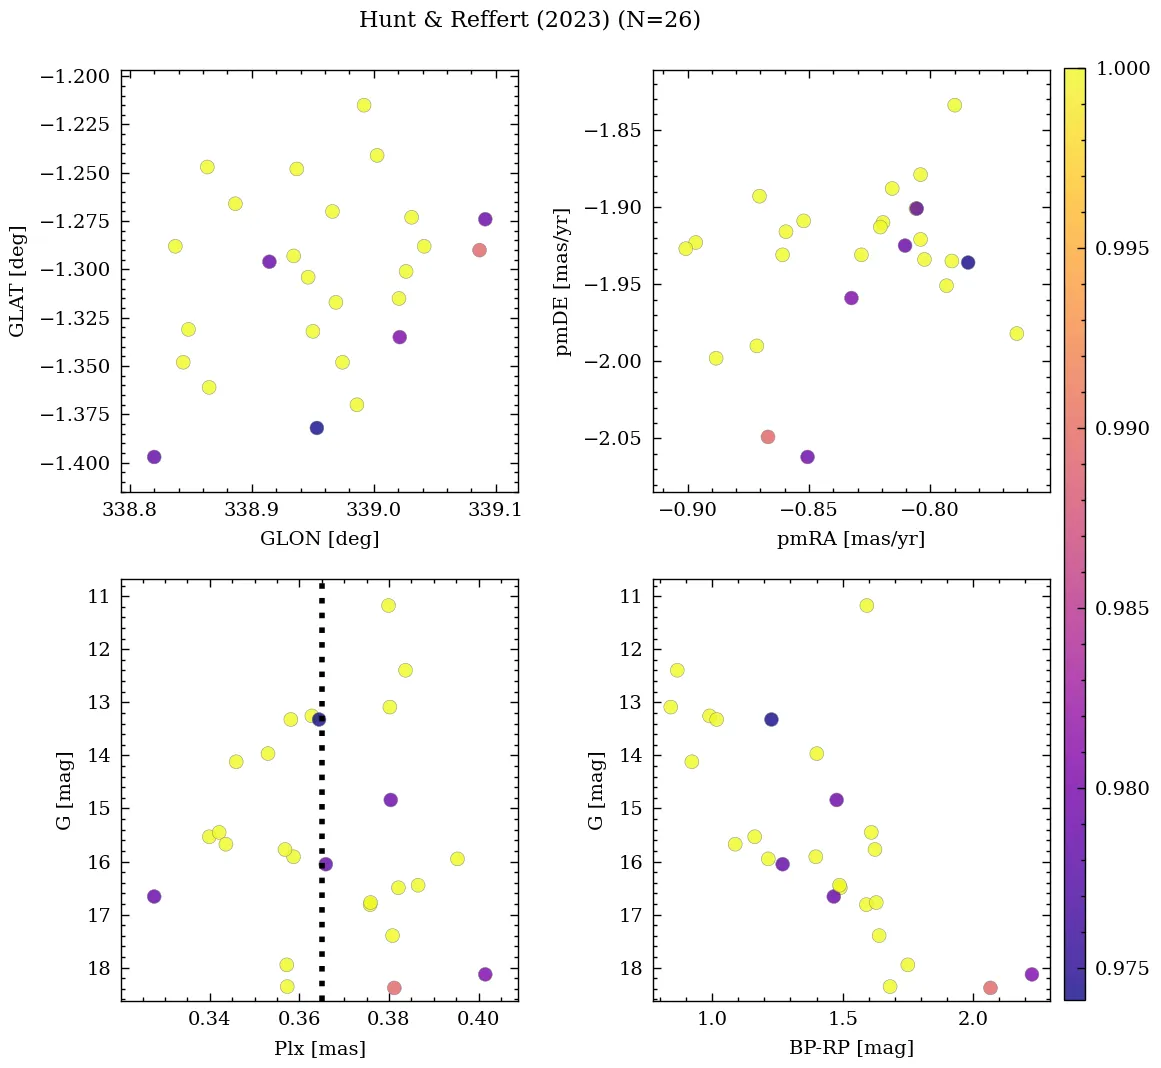 Hunt & Reffert (2023) (N=26)
−1.200
−1.225
−1.250
−1.275
−1.300
−1.325
−1.350
−1.375
−1.400
GLAT [deg]
338.8 338.9 339.0 339.1
GLON [deg]
−1.85
−1.90
−1.95
−2.00
−2.05
pmDE [mas/yr]
−0.90 −0.85 −0.80
pmRA [mas/yr]
11
12
13
14
15
16
17
18
G [mag]
0.34 0.36 0.38 0.40
Plx [mas]
11
12
13
14
15
16
17
18
G [mag]
1.0 1.5 2.0
BP-RP [mag]
1.000
0.995
0.990
0.985
0.980
0.975